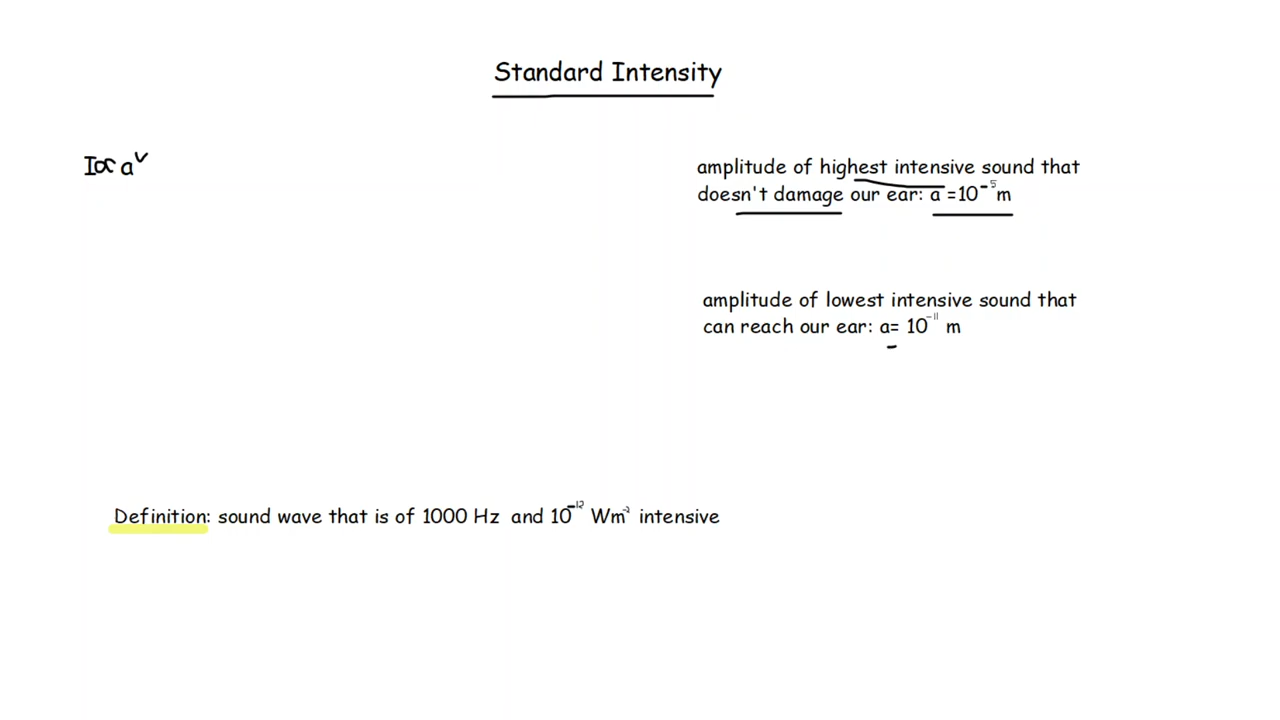 Standard Intensity
I∝ a²
amplitude of highest intensive sound that
doesn't damage our ear: a =10⁻⁵m
amplitude of lowest intensive sound that
can reach our ear: a= 10⁻¹¹ m
Definition: sound wave that is of 1000 Hz and 10⁻¹² Wm⁻² intensive